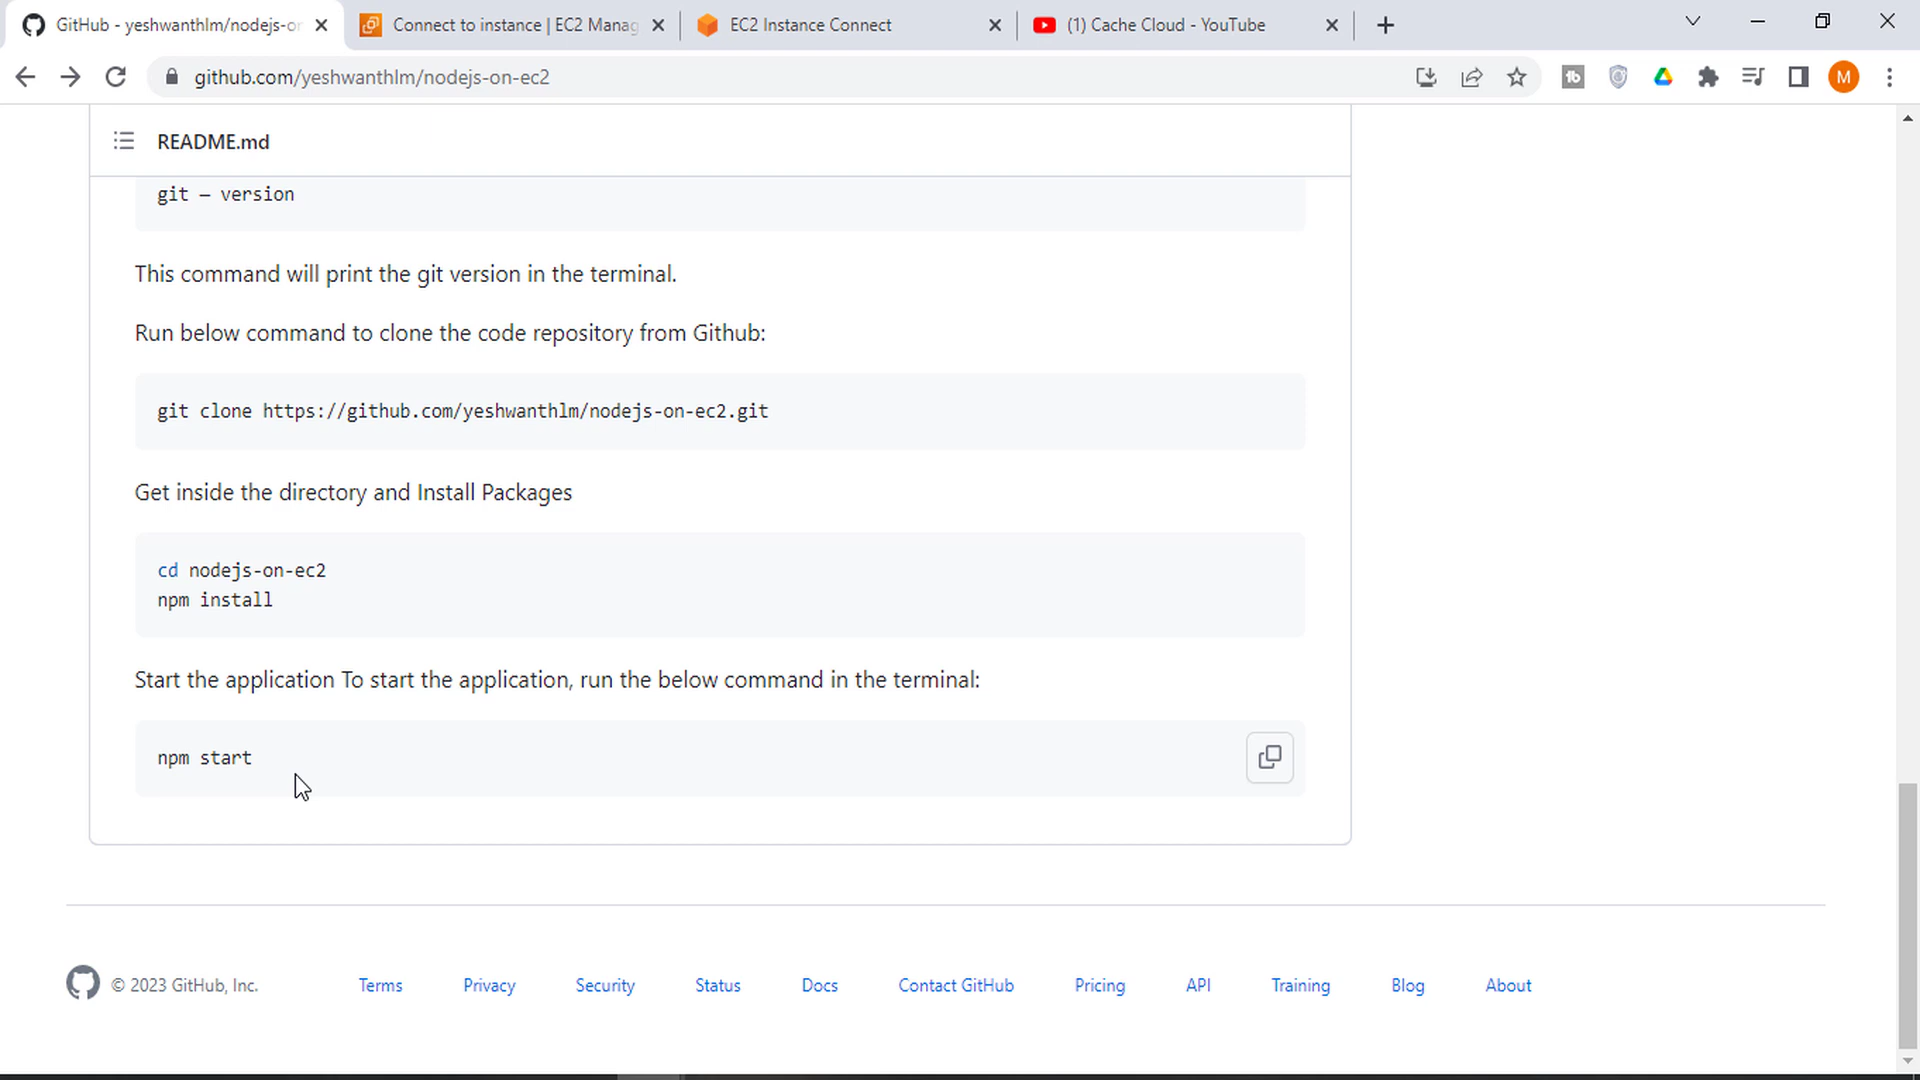 GitHub - yeshwanthlm/nodejs-on
Connect to instance | EC2 Manag
EC2 Instance Connect
(1) Cache Cloud - YouTube
github.com/yeshwanthlm/nodejs-on-ec2
M
README.md
git — version
This command will print the git version in the terminal.
Run below command to clone the code repository from Github:
git clone https://github.com/yeshwanthlm/nodejs-on-ec2.git
Get inside the directory and Install Packages
cd nodejs-on-ec2
npm install
Start the application To start the application, run the below command in the terminal:
npm start
© 2023 GitHub, Inc.
Terms
Privacy
Security
Status
Docs
Contact GitHub
Pricing
API
Training
Blog
About